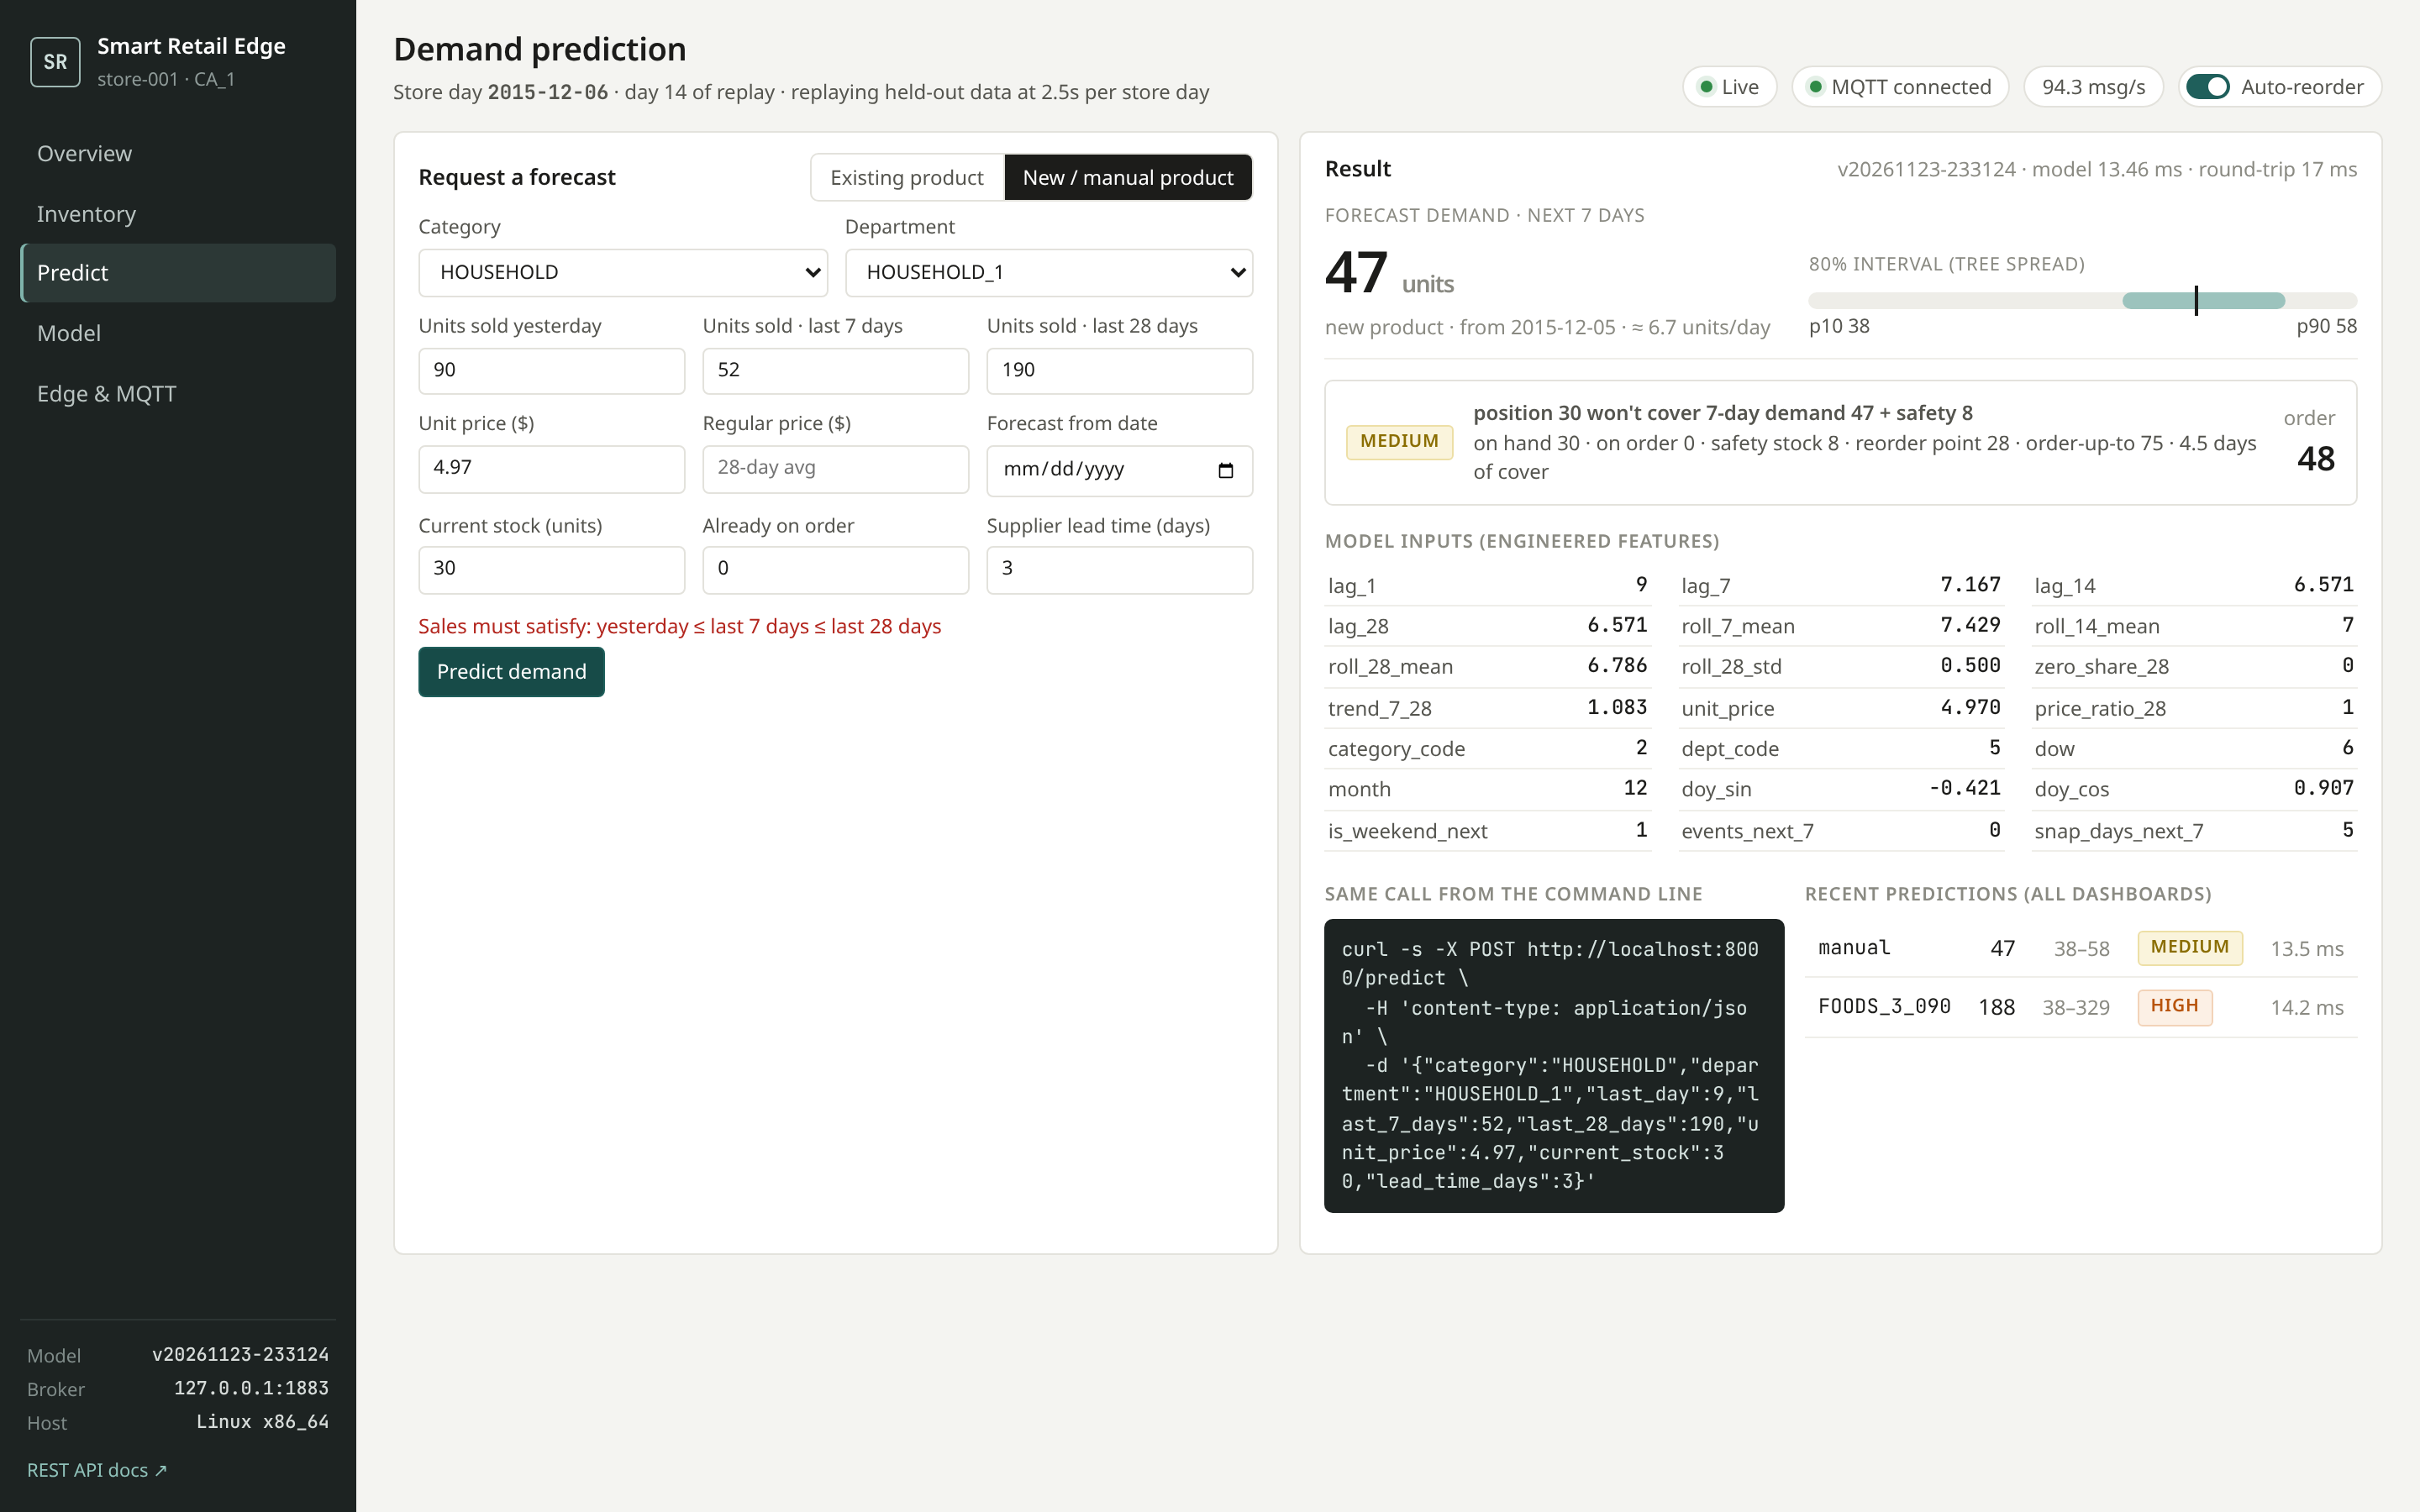 SR
Smart Retail Edge
store-001 · CA_1
Overview
Inventory
Predict
Model
Edge & MQTT
Model v20261123-233124
Broker 127.0.0.1:1883
Host Linux x86_64
REST API docs ↗
Demand prediction
Store day 2015-12-06 · day 14 of replay · replaying held-out data at 2.5s per store day
Live
MQTT connected
94.3 msg/s
Auto-reorder
Request a forecast
Existing product
New / manual product
Category
Department
HOUSEHOLD
HOUSEHOLD_1
Units sold yesterday
Units sold · last 7 days
Units sold · last 28 days
90
52
190
Unit price ($)
Regular price ($)
Forecast from date
4.97
28-day avg
mm/dd/yyyy
Current stock (units)
Already on order
Supplier lead time (days)
30
0
3
Sales must satisfy: yesterday ≤ last 7 days ≤ last 28 days
Predict demand
Result
v20261123-233124 · model 13.46 ms · round-trip 17 ms
FORECAST DEMAND · NEXT 7 DAYS
47 units
new product · from 2015-12-05 · ≈ 6.7 units/day
80% INTERVAL (TREE SPREAD)
p10 38
p90 58
MEDIUM
position 30 won't cover 7-day demand 47 + safety 8
on hand 30 · on order 0 · safety stock 8 · reorder point 28 · order-up-to 75 · 4.5 days
of cover
order
48
MODEL INPUTS (ENGINEERED FEATURES)
lag_1 9 lag_7 7.167 lag_14 6.571
lag_28 6.571 roll_7_mean 7.429 roll_14_mean 7
roll_28_mean 6.786 roll_28_std 0.500 zero_share_28 0
trend_7_28 1.083 unit_price 4.970 price_ratio_28 1
category_code 2 dept_code 5 dow 6
month 12 doy_sin -0.421 doy_cos 0.907
is_weekend_next 1 events_next_7 0 snap_days_next_7 5
SAME CALL FROM THE COMMAND LINE
curl -s -X POST http://localhost:800
0/predict \
-H 'content-type: application/jso
n' \
-d '{"category":"HOUSEHOLD","depar
tment":"HOUSEHOLD_1","last_day":9,"l
ast_7_days":52,"last_28_days":190,"u
nit_price":4.97,"current_stock":3
0,"lead_time_days":3}'
RECENT PREDICTIONS (ALL DASHBOARDS)
manual 47 38–58 MEDIUM 13.5 ms
FOODS_3_090 188 38–329 HIGH 14.2 ms